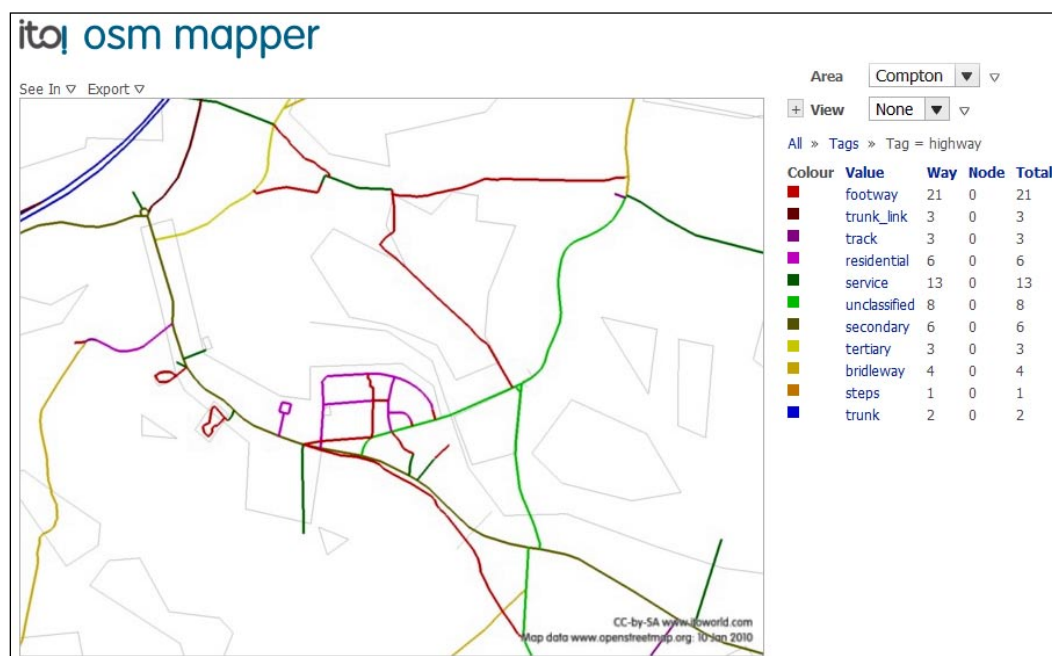 ito! osm mapper
See In ▽ Export ▽
Area Compton ▼ ▽
+ View None ▼ ▽
All » Tags » Tag = highway
Colour Value Way Node Total
footway 21 0 21
trunk_link 3 0 3
track 3 0 3
residential 6 0 6
service 13 0 13
unclassified 8 0 8
secondary 6 0 6
tertiary 3 0 3
bridleway 4 0 4
steps 1 0 1
trunk 2 0 2
CC-by-SA www.itoworld.com
Map data www.openstreetmap.org: 10 Jan 2010